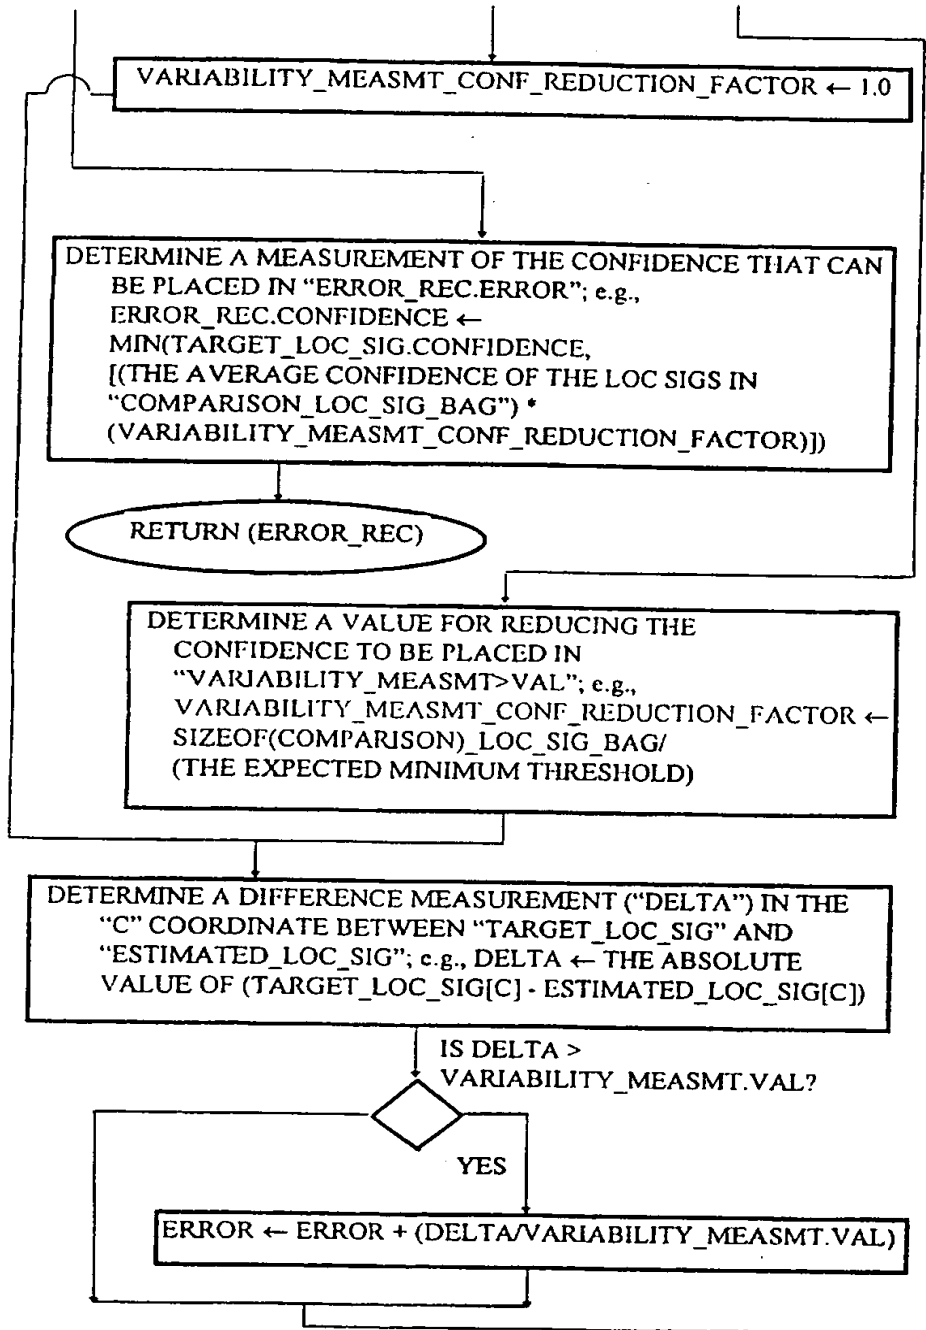 VARIABILITY_MEASMT_CONF_REDUCTION_FACTOR ← 1.0
DETERMINE A MEASUREMENT OF THE CONFIDENCE THAT CAN
BE PLACED IN “ERROR_REC.ERROR”; e.g.,
ERROR_REC.CONFIDENCE ←
MIN(TARGET_LOC_SIG.CONFIDENCE,
[(THE AVERAGE CONFIDENCE OF THE LOC SIGS IN
“COMPARISON_LOC_SIG_BAG”) *
(VARIABILITY_MEASMT_CONF_REDUCTION_FACTOR)])
RETURN (ERROR_REC)
DETERMINE A VALUE FOR REDUCING THE
CONFIDENCE TO BE PLACED IN
“VARIABILITY_MEASMT>VAL”; e.g.,
VARIABILITY_MEASMT_CONF_REDUCTION_FACTOR ←
SIZEOF(COMPARISON)_LOC_SIG_BAG/
(THE EXPECTED MINIMUM THRESHOLD)
DETERMINE A DIFFERENCE MEASUREMENT (“DELTA”) IN THE
“C” COORDINATE BETWEEN “TARGET_LOC_SIG” AND
“ESTIMATED_LOC_SIG”; e.g., DELTA ← THE ABSOLUTE
VALUE OF (TARGET_LOC_SIG[C] - ESTIMATED_LOC_SIG[C])
IS DELTA >
VARIABILITY_MEASMT.VAL?
YES
ERROR ← ERROR + (DELTA/VARIABILITY_MEASMT.VAL)